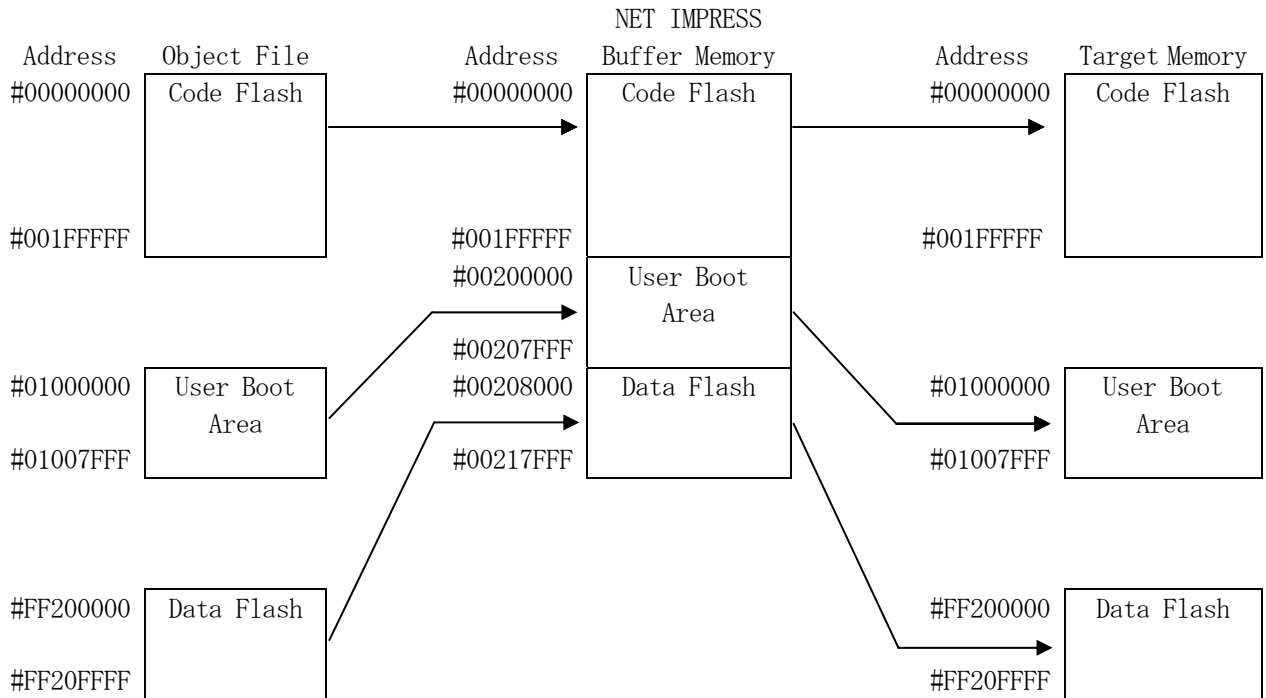 NET IMPRESS
Address Object File Address Buffer Memory Address Target Memory
#00000000 Code Flash #00000000 Code Flash #00000000 Code Flash
#001FFFFF #001FFFFF #001FFFFF
#00200000 User Boot
Area
#00207FFF
#01000000 User Boot #00208000 Data Flash #01000000 User Boot
Area Area
#01007FFF #00217FFF #01007FFF
#FF200000 Data Flash #FF200000 Data Flash
#FF20FFFF #FF20FFFF